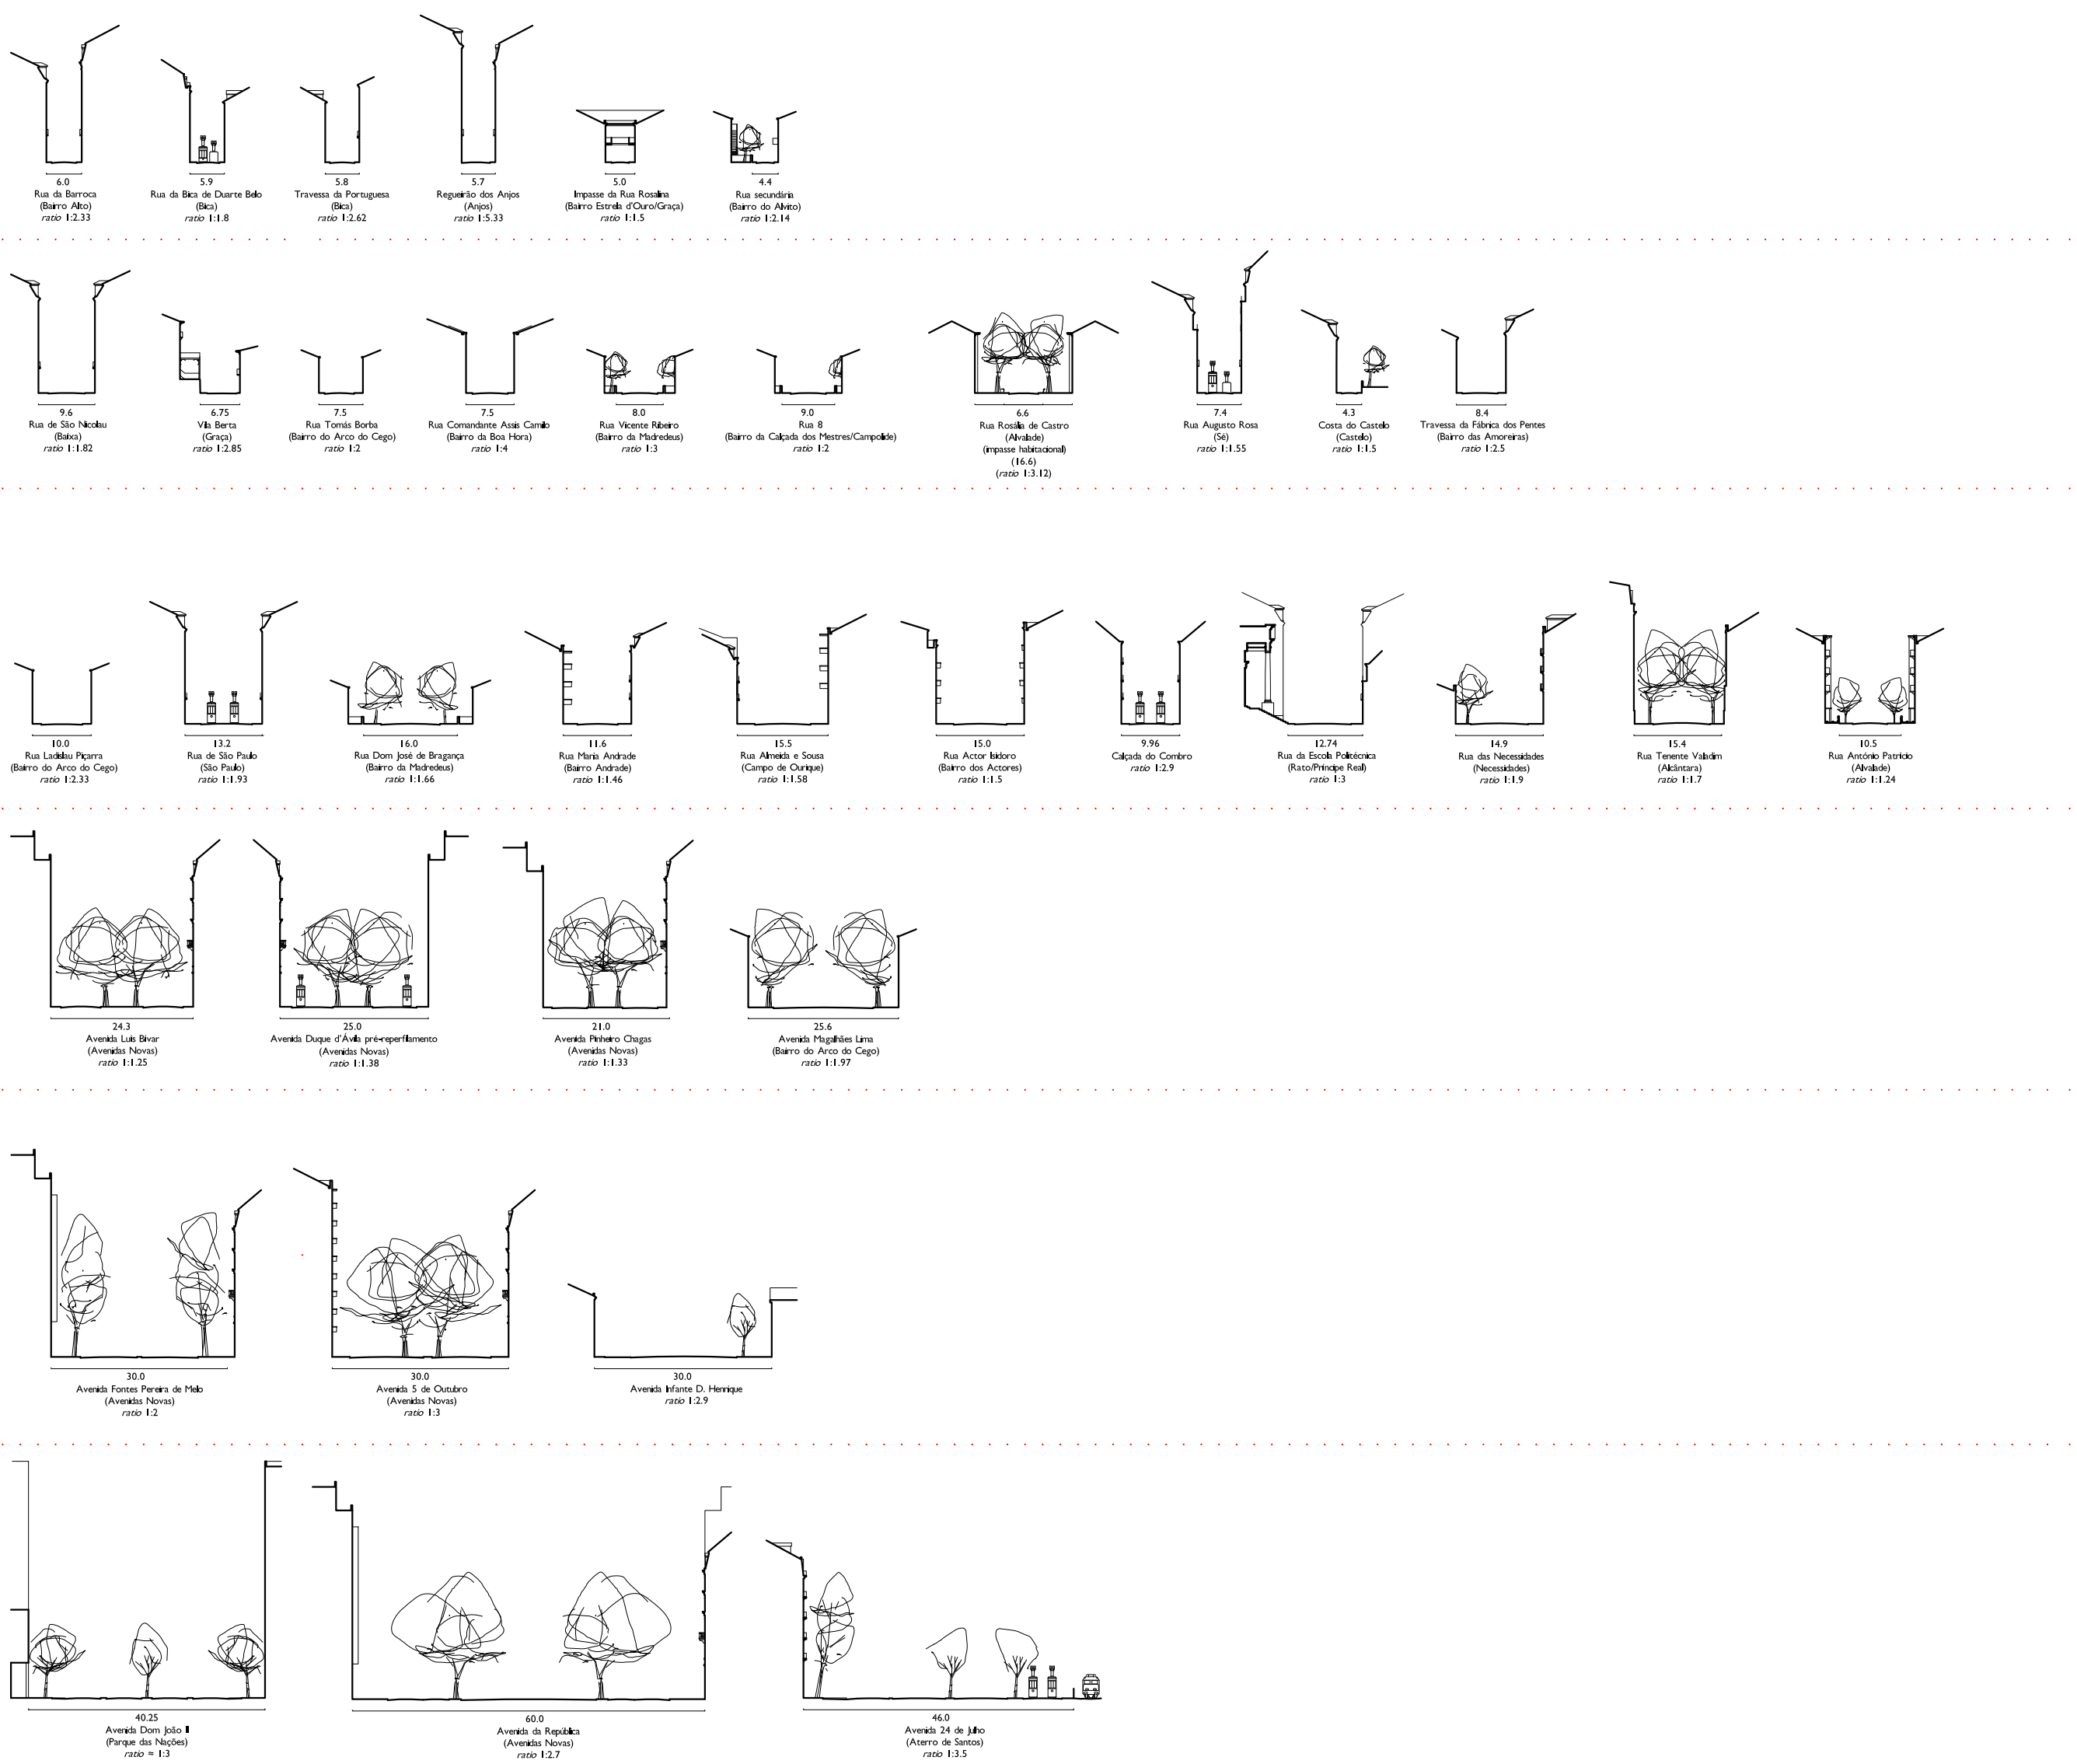 6.0
Rua da Barroca
(Bairro Alto)
ratio 1:2.33
5.9
Rua da Bica de Duarte Belo
(Bica)
ratio 1:1.8
5.8
Travessa da Portuguesa
(Bica)
ratio 1:2.62
5.7
Regueirão dos Anjos
(Anjos)
ratio 1:5.33
5.0
Impasse da Rua Rosalina
(Bairro Estrella d'Ouro/Graça)
ratio 1:1.5
4.4
Rua secundária
(Bairro do Alvito)
ratio 1:2.14
9.6
Rua de São Nicolau
(Baixa)
ratio 1:1.82
6.75
Vila Berta
(Graça)
ratio 1:2.85
7.5
Rua Tomás Borba
(Bairro do Arco do Cego)
ratio 1:2
7.5
Rua Comandante Assis Camilo
(Bairro da Boa Hora)
ratio 1:4
8.0
Rua Vicente Ribeiro
(Bairro da Madredeus)
ratio 1:3
9.0
Rua 8
(Bairro da Calçada dos Mestres/Campolide)
ratio 1:2
6.6
Rua Rosália de Castro
(Alvalade)
(impasse habitacional)
(16.6)
(ratio 1:3.12)
7.4
Rua Augusto Rosa
(Sé)
ratio 1:1.55
4.3
Costa do Castelo
(Castelo)
ratio 1:1.5
8.4
Travessa da Fábrica dos Pentes
(Bairro das Amoreiras)
ratio 1:2.5
10.0
Rua Ladislau Piçarra
(Bairro do Arco do Cego)
ratio 1:2.33
13.2
Rua de São Paulo
(São Paulo)
ratio 1:1.93
16.0
Rua Dom José de Bragança
(Bairro da Madredeus)
ratio 1:1.66
11.6
Rua Maria Andrade
(Bairro Andrade)
ratio 1:1.46
15.5
Rua Almeida e Sousa
(Campo de Ourique)
ratio 1:1.58
15.0
Rua Actor Isidoro
(Bairro dos Actores)
ratio 1:1.5
9.96
Calçada do Combro
ratio 1:2.9
12.74
Rua da Escola Politécnica
(Rato/Príncipe Real)
ratio 1:3
14.9
Rua das Necessidades
(Necessidades)
ratio 1:1.9
15.4
Rua Tenente Valadim
(Alcântara)
ratio 1:1.7
10.5
Rua António Patrício
(Alvalade)
ratio 1:1.24
24.3
Avenida Luis Bivar
(Avenidas Novas)
ratio 1:1.25
25.0
Avenida Duque d'Ávila pré-reperfilamento
(Avenidas Novas)
ratio 1:1.38
21.0
Avenida Pinheiro Chagas
(Avenidas Novas)
ratio 1:1.33
25.6
Avenida Magalhães Lima
(Bairro do Arco do Cego)
ratio 1:1.97
30.0
Avenida Fontes Pereira de Melo
(Avenidas Novas)
ratio 1:2
30.0
Avenida 5 de Outubro
(Avenidas Novas)
ratio 1:3
30.0
Avenida Infante D. Henrique
ratio 1:2.9
40.25
Avenida Dom João II
(Parque das Nações)
ratio ≈ 1:3
60.0
Avenida da República
(Avenidas Novas)
ratio 1:2.7
46.0
Avenida 24 de Julho
(Aterro de Santos)
ratio 1:3.5